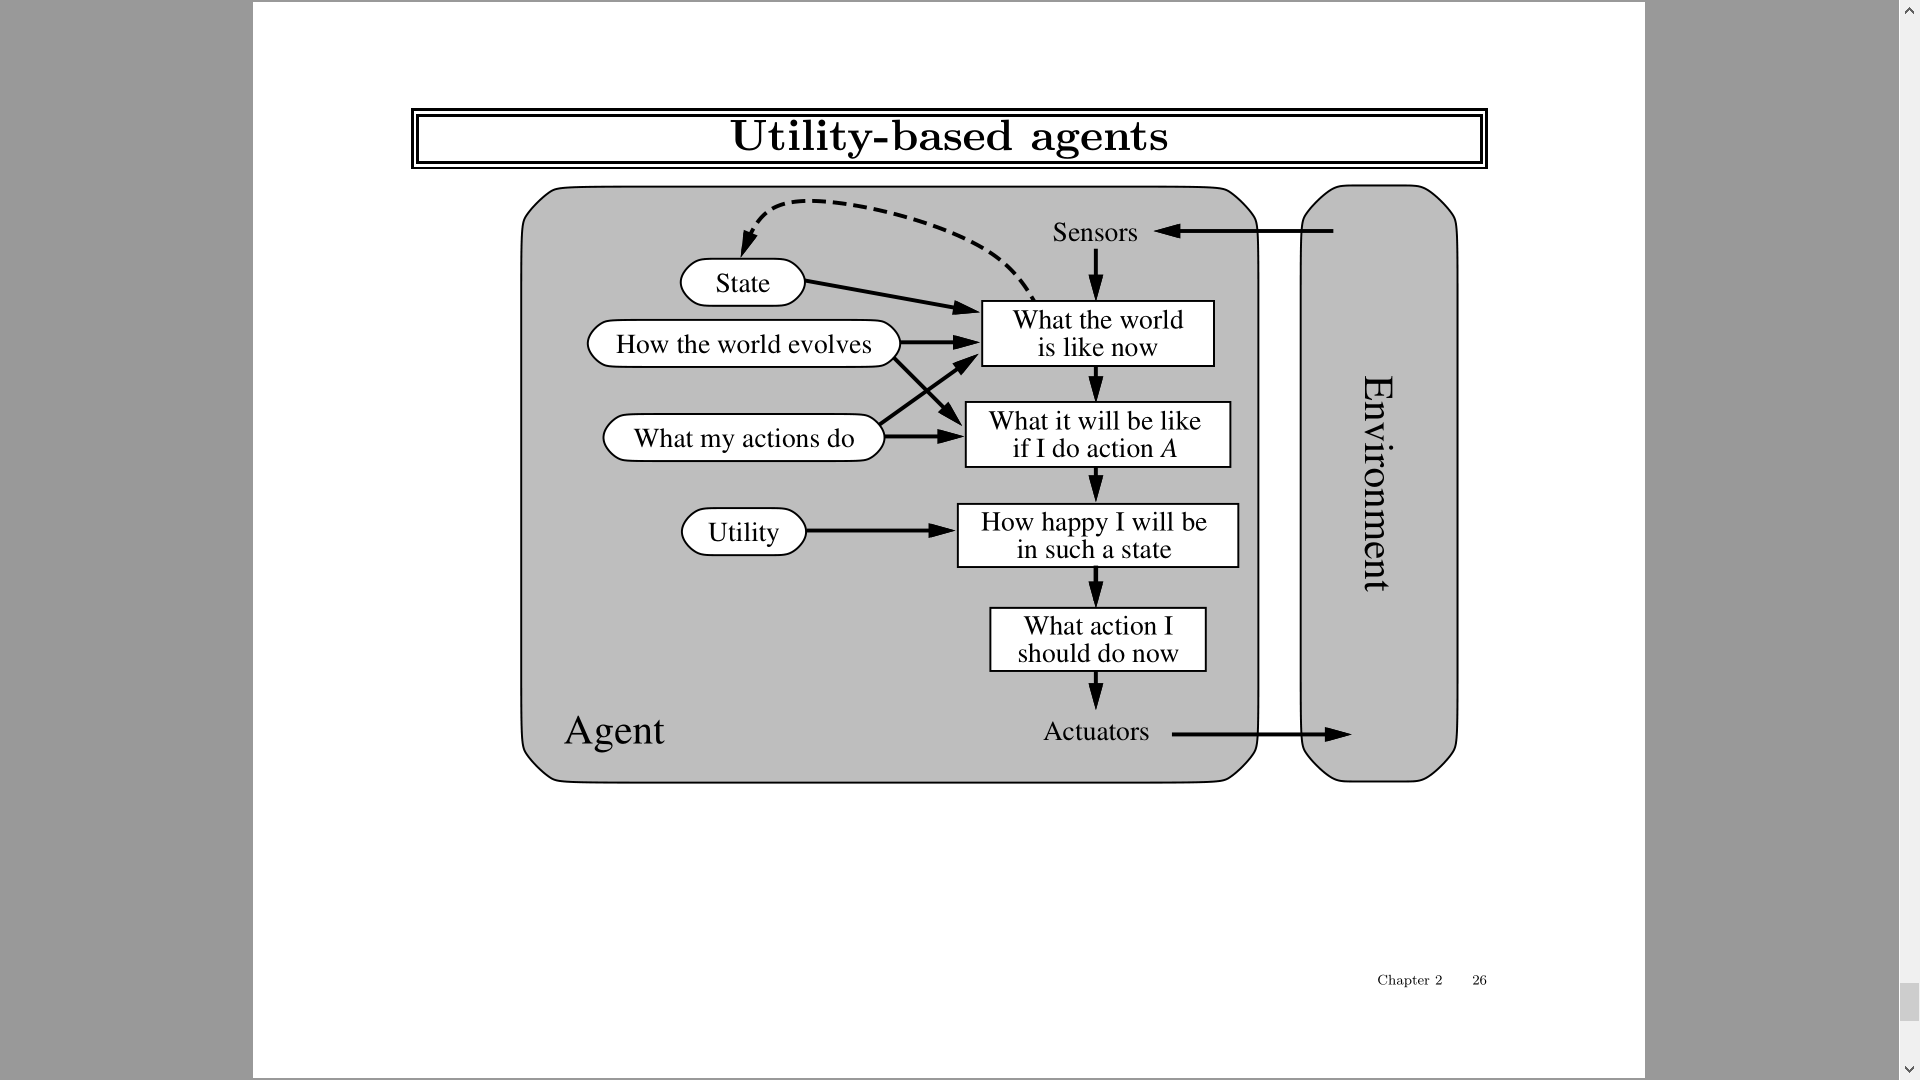 Utility-based agents
Sensors
State
What the world
is like now
How the world evolves
What it will be like
if I do action A
What my actions do
How happy I will be
in such a state
Utility
What action I
should do now
Agent
Actuators
Environment
Chapter 2 26